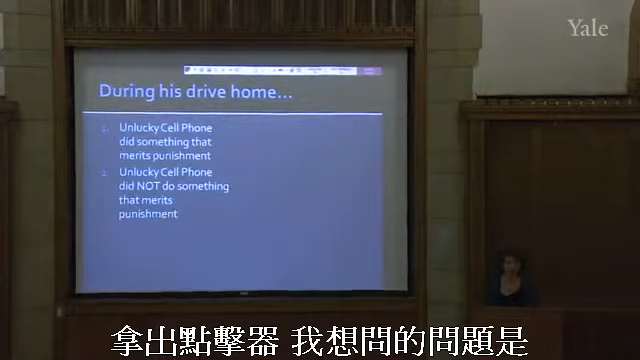 Yale
During his drive home...
1. Unlucky Cell Phone
did something that
merits punishment
2. Unlucky Cell Phone
did NOT do something
that merits
punishment
拿出點擊器 我想問的問題是